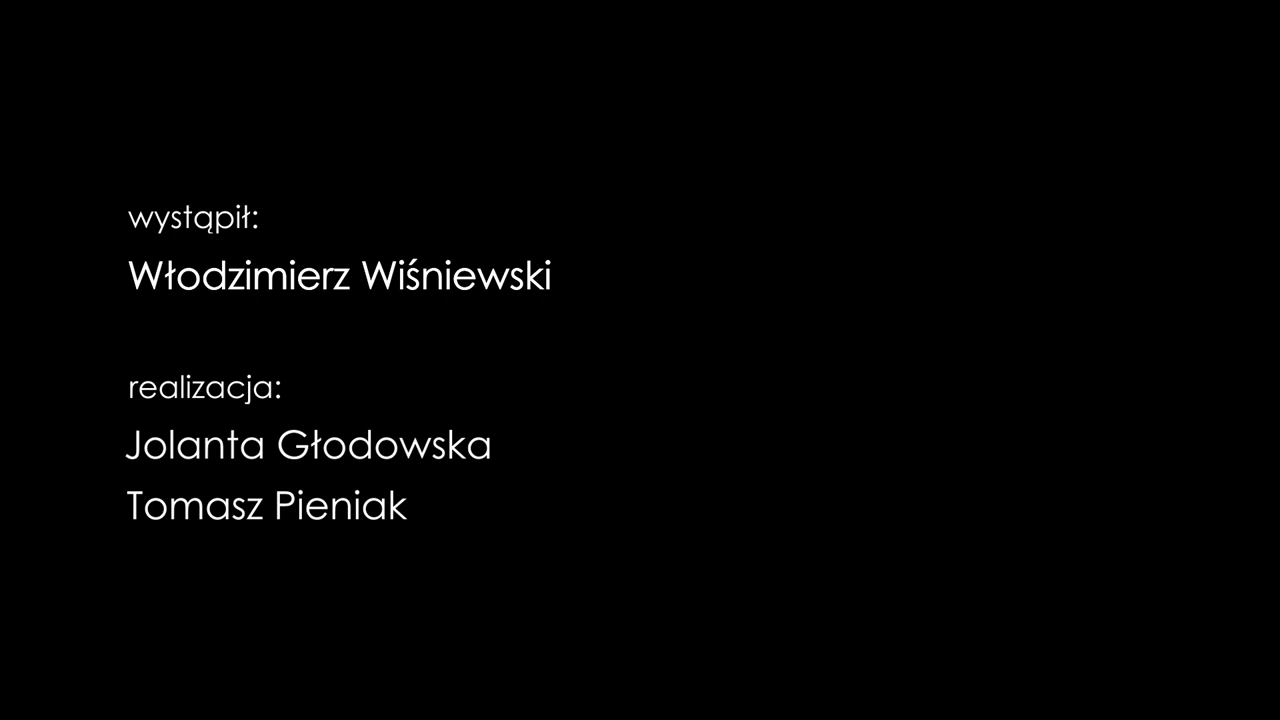 wystąpił:
Włodzimierz Wiśniewski
realizacja:
Jolanta Głodowska
Tomasz Pieniak